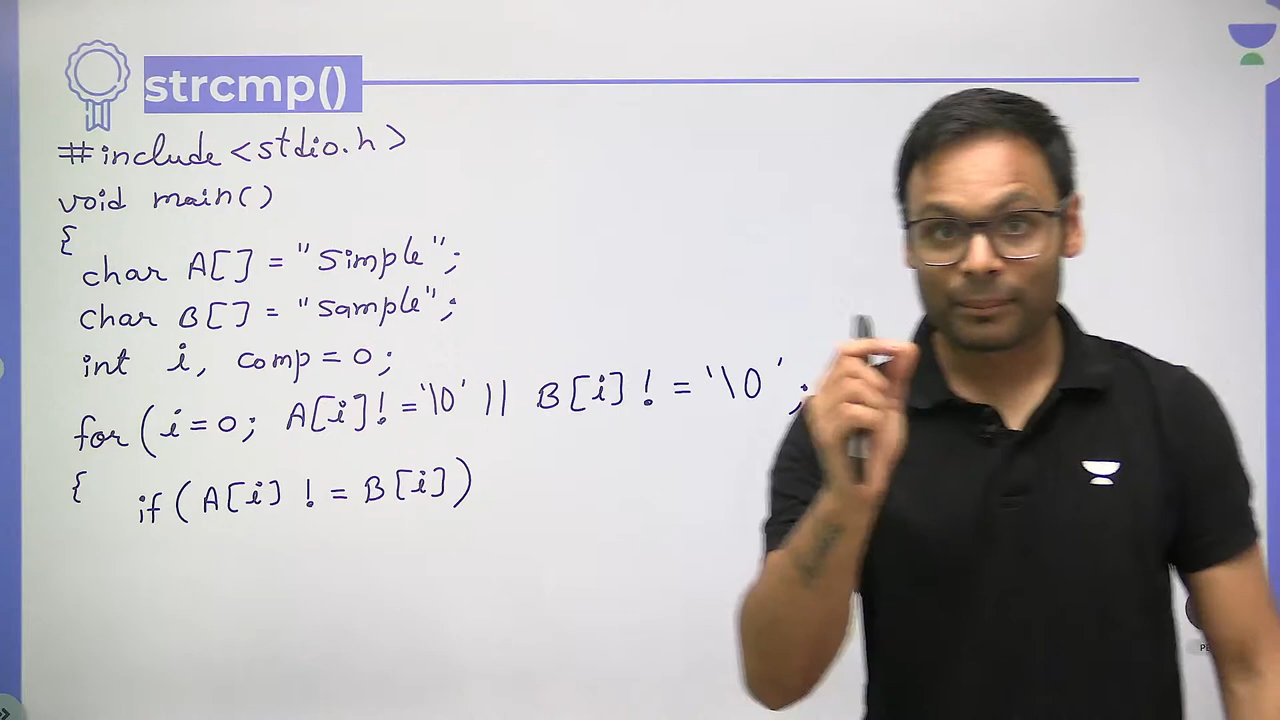 strcmp()
#include <stdio.h>
void main()
{
char A[] = "Simple";
char B[] = "Sample";
int i, comp = 0;
for (i=0; A[i]!='\0' || B[i]!='\0';
{ if (A[i] != B[i])